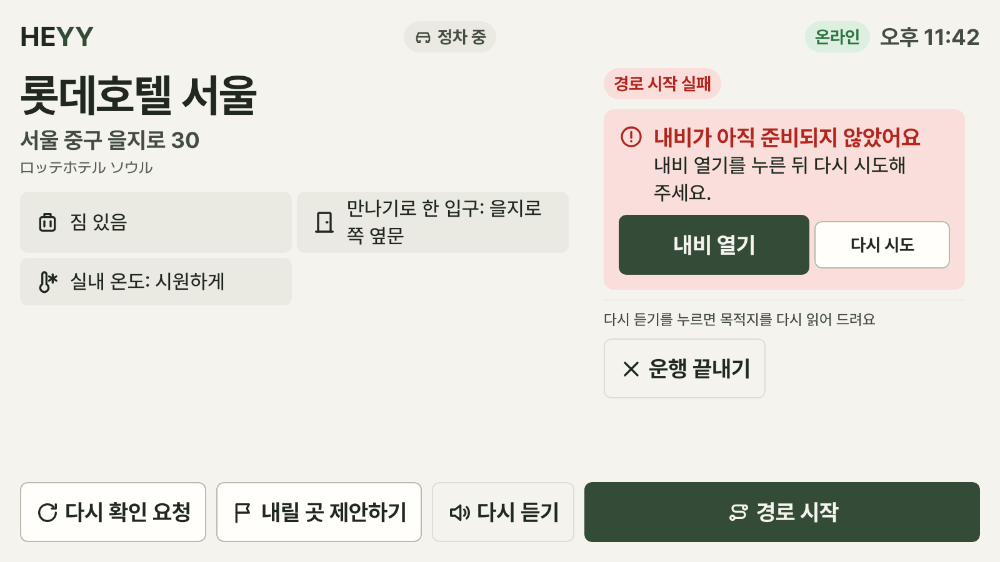 HEYY
정차 중
온라인
오후 11:42
롯데호텔 서울
서울 중구 을지로 30
ロッテホテル ソウル
짐 있음
만나기로 한 입구: 을지로
쪽 옆문
실내 온도: 시원하게
경로 시작 실패
내비가 아직 준비되지 않았어요
내비 열기를 누른 뒤 다시 시도해
주세요.
내비 열기
다시 시도
다시 듣기를 누르면 목적지를 다시 읽어 드려요
운행 끝내기
다시 확인 요청
내릴 곳 제안하기
다시 듣기
경로 시작